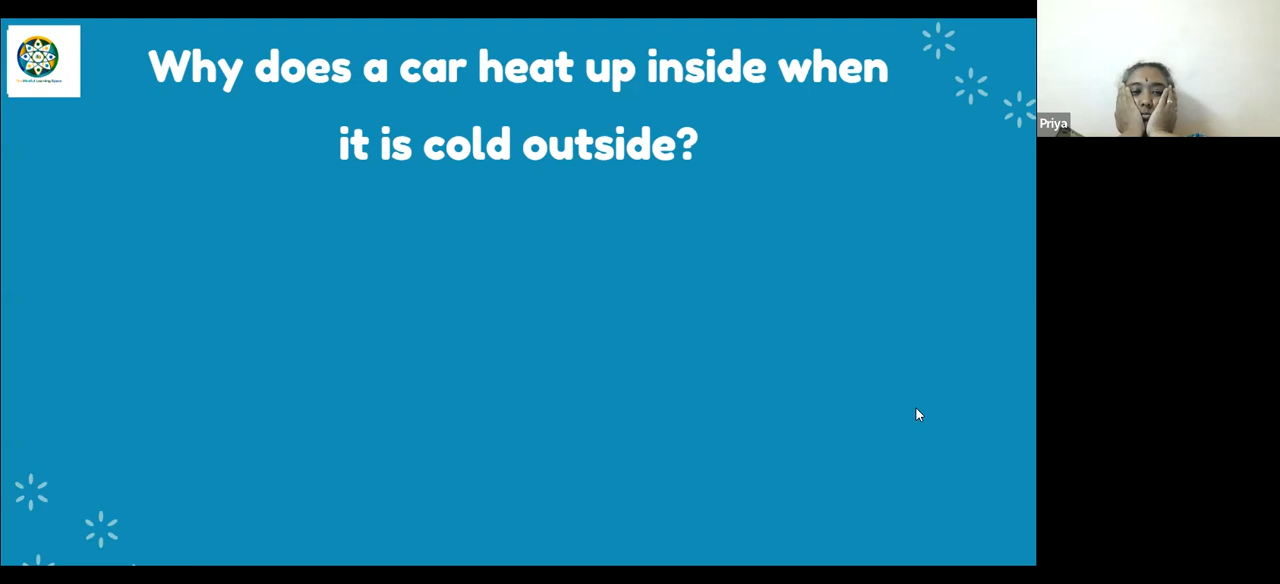 Why does a car heat up inside when
it is cold outside?
Priya